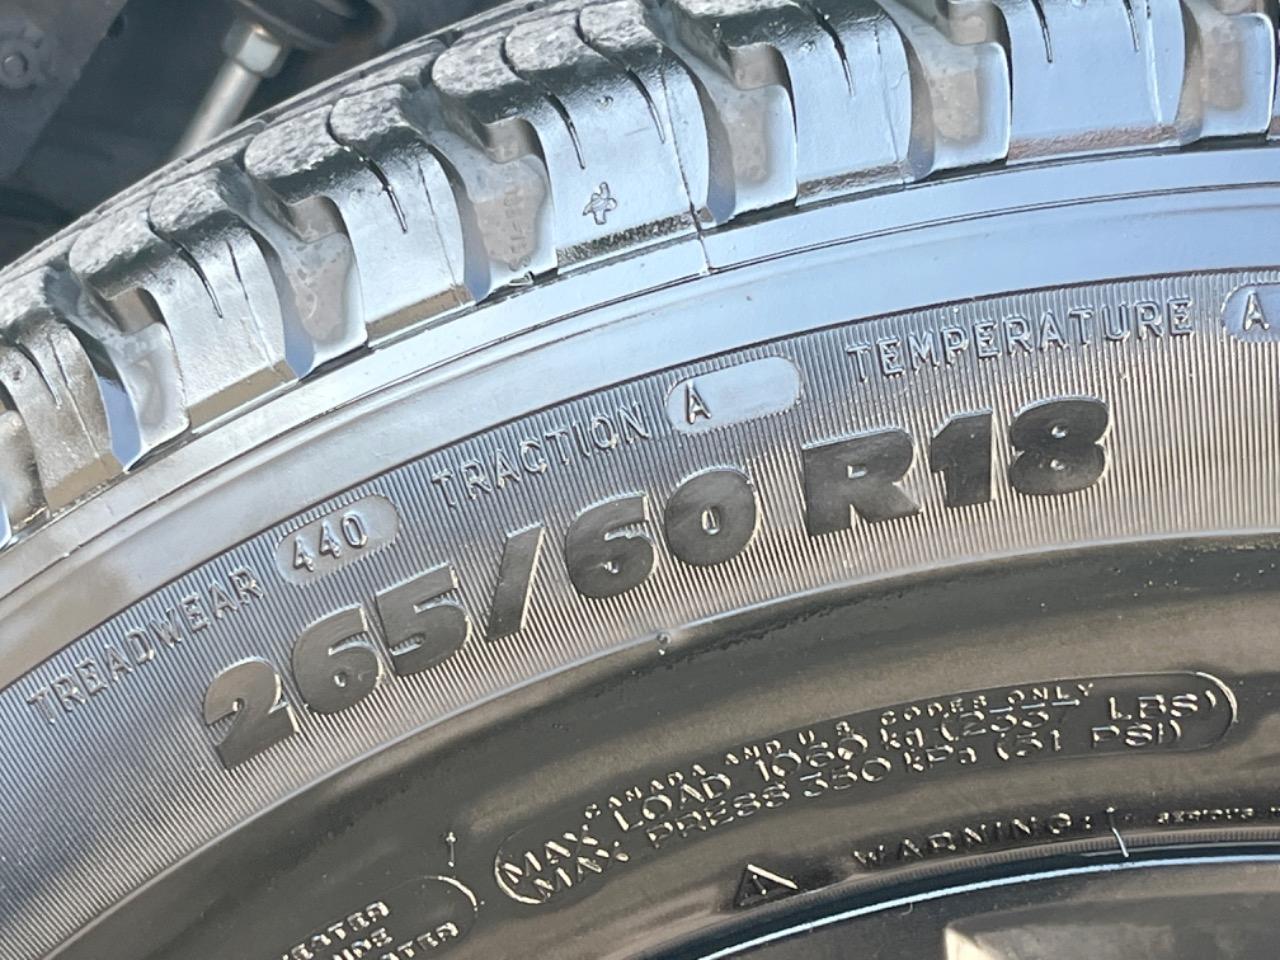 TREADWEAR 440 TRACTION A TEMPERATURE A
265/60 R18
CANADA AND U.S. CODES ONLY
MAX. LOAD 1060 kg (2337 LBS)
MAX. PRESS 350 kPa (51 PSI)
WARNING: